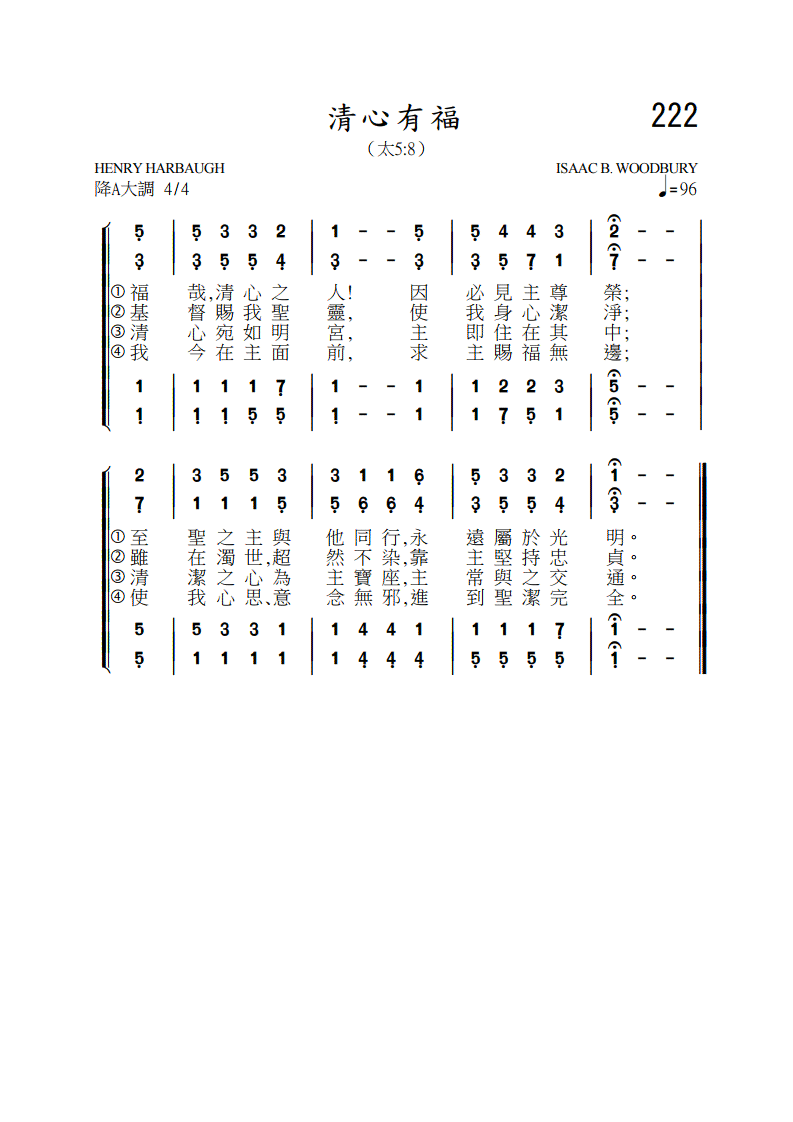 清心有福 222
（太5:8）
HENRY HARBAUGH ISAAC B. WOODBURY
降A大調 4/4 ♩=96
5̣ 5̣ 3 3 2 1 - - 5̣ 5̣ 4 4 3 2 - -
3̣ 3̣ 5̣ 5̣ 4̣ 3̣ - - 3̣ 3̣ 5̣ 7̣ 1 7̣ - -
①福 哉,清心之 人! 因 必見主尊 榮;
②基 督賜我聖 靈, 使 我身心潔 淨;
③清 心宛如明 宮, 主 即住在其 中;
④我 今在主面 前, 求 主賜福無 邊;
1 1 1 1 7̣ 1 - - 1 1 2 2 3 5̣ - -
1̣ 1̣ 1̣ 5̣ 5̣ 1̣ - - 1 1 7̣ 5̣ 1 5̣ - -
2 3 5 5 3 3 1 1 6̣ 5̣ 3 3 2 1 - -
7̣ 1 1 1 5̣ 5̣ 6̣ 6̣ 4̣ 3̣ 5̣ 5̣ 4̣ 3̣ - -
①至 聖之主與 他同行,永 遠屬於光 明。
②雖 在濁世,超 然不染,靠 主堅持忠 貞。
③清 潔之心為 主寶座,主 常與之交 通。
④使 我心思、意 念無邪,進 到聖潔完 全。
5 5 3 3 1 1 4 4 1 1 1 1 7̣ 1 - -
5̣ 1 1 1 1 1 4̣ 4̣ 4̣ 5̣ 5̣ 5̣ 5̣ 1̣ - -